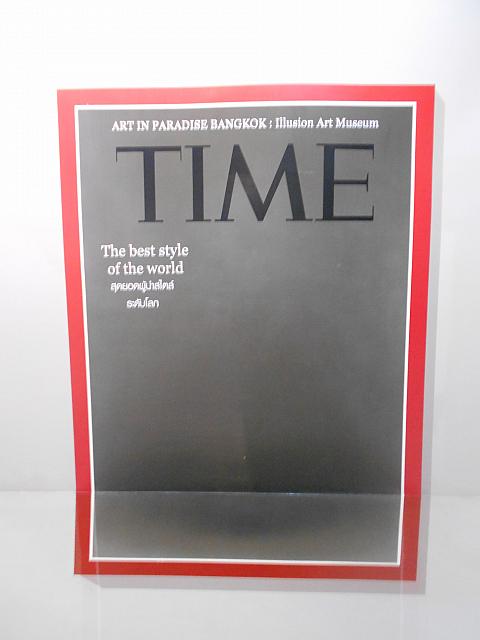 ART IN PARADISE BANGKOK : Illusion Art Museum
TIME
The best style
of the world
สุดยอดผู้นำสไตล์
ระดับโลก